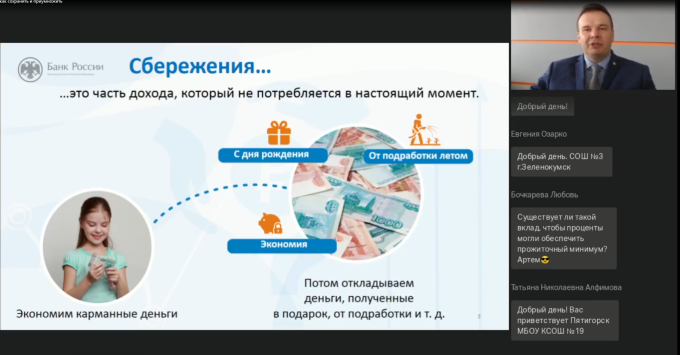 как сохранить и приумножить
Банк России
Сбережения...
...это часть дохода, который не потребляется в настоящий момент.
С дня рождения
От подработки летом
Экономия
Экономим карманные деньги
Потом откладываем
деньги, полученные
в подарок, от подработки и т. д.
3
Добрый день!
Евгения Озарко
Добрый день. СОШ №3
г.Зеленокумск
Бочкарева Любовь
Существует ли такой
вклад, чтобы проценты
могли обеспечить
прожиточный минимум?
Артем😎
Татьяна Николаевна Алфимова
Добрый день! Вас
приветствует Пятигорск
МБОУ КСОШ №19